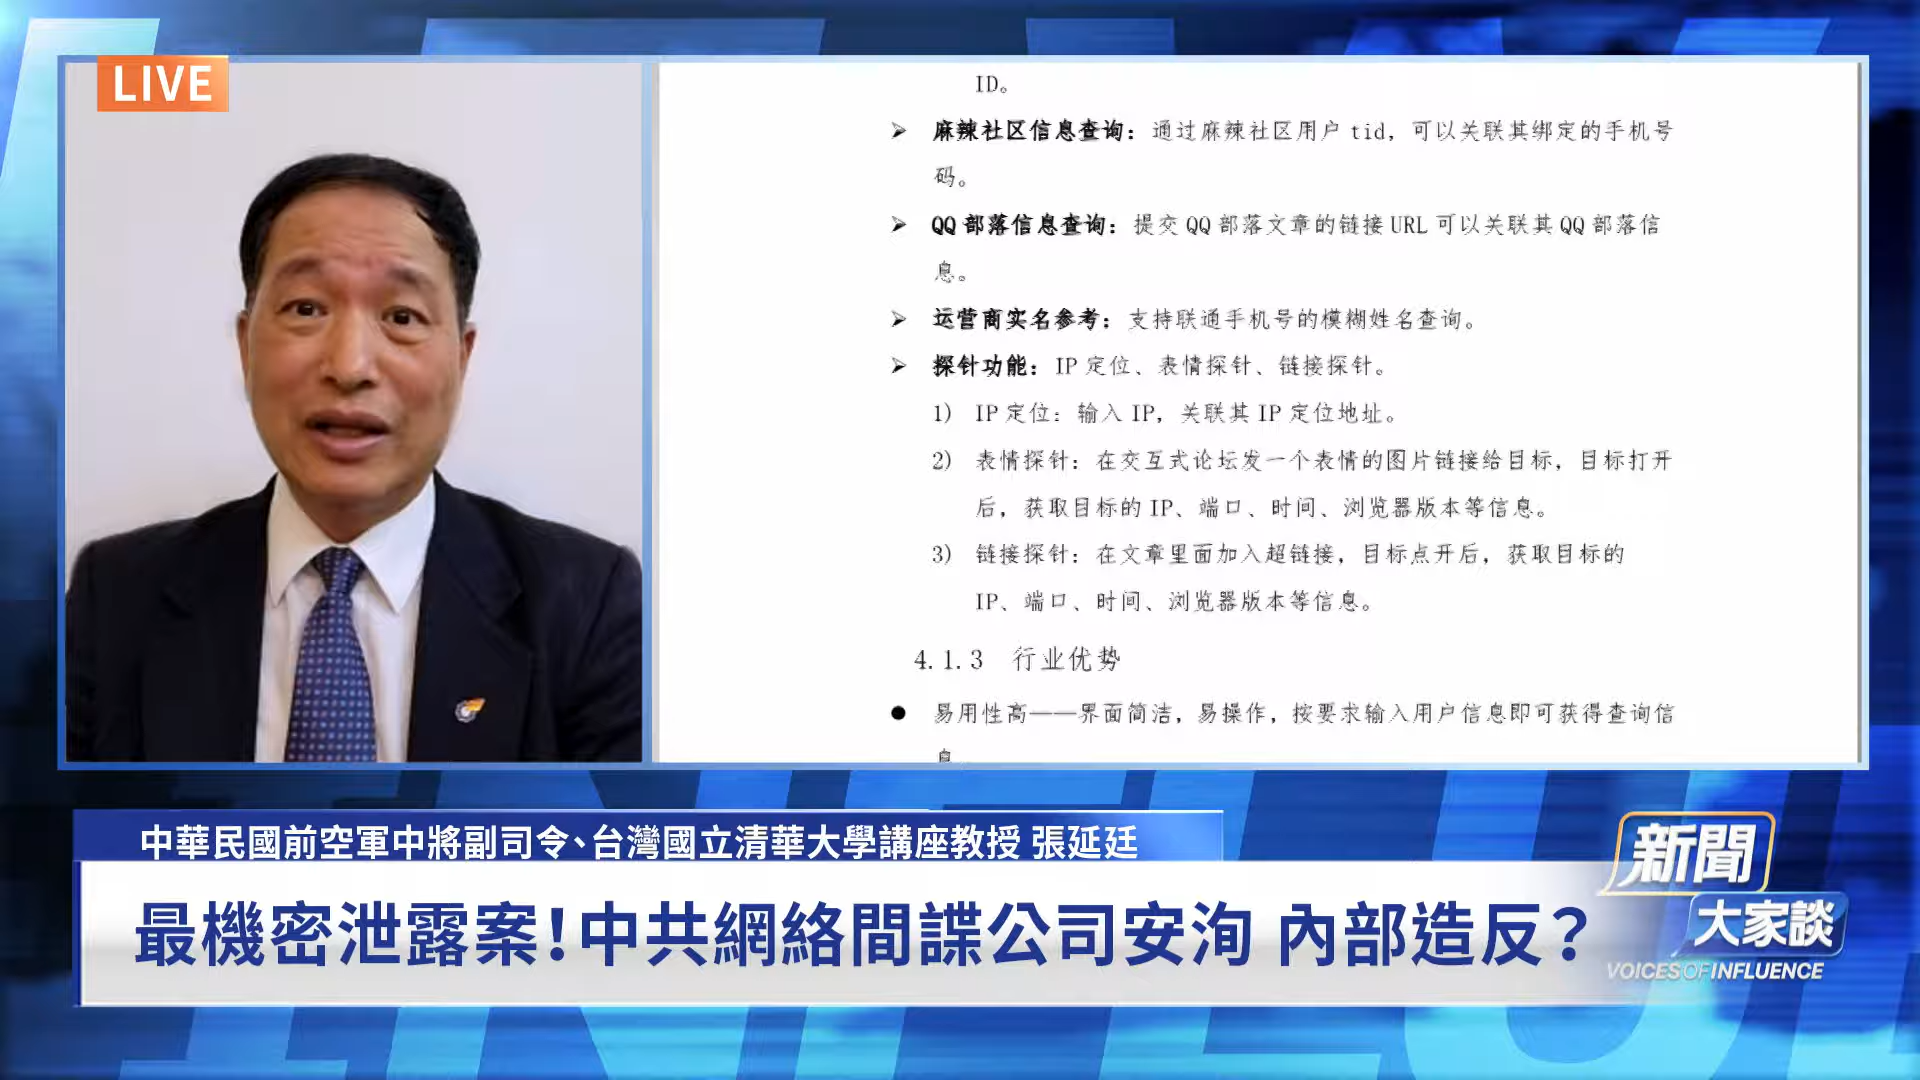 LIVE
ID。
➢ 麻辣社区信息查询：通过麻辣社区用户 tid，可以关联其绑定的手机号
码。
➢ QQ 部落信息查询：提交 QQ 部落文章的链接 URL 可以关联其 QQ 部落信
息。
➢ 运营商实名参考：支持联通手机号的模糊姓名查询。
➢ 探针功能：IP 定位、表情探针、链接探针。
1) IP 定位：输入 IP，关联其 IP 定位地址。
2) 表情探针：在交互式论坛发一个表情的图片链接给目标，目标打开
后，获取目标的 IP、端口、时间、浏览器版本等信息。
3) 链接探针：在文章里面加入超链接，目标点开后，获取目标的
IP、端口、时间、浏览器版本等信息。
4.1.3 行业优势
● 易用性高——界面简洁，易操作，按要求输入用户信息即可获得查询信
息
中華民國前空軍中將副司令、台灣國立清華大學講座教授 張延廷
最機密泄露案！中共網絡間諜公司安洵 內部造反？
新聞
大家談
VOICES OF INFLUENCE